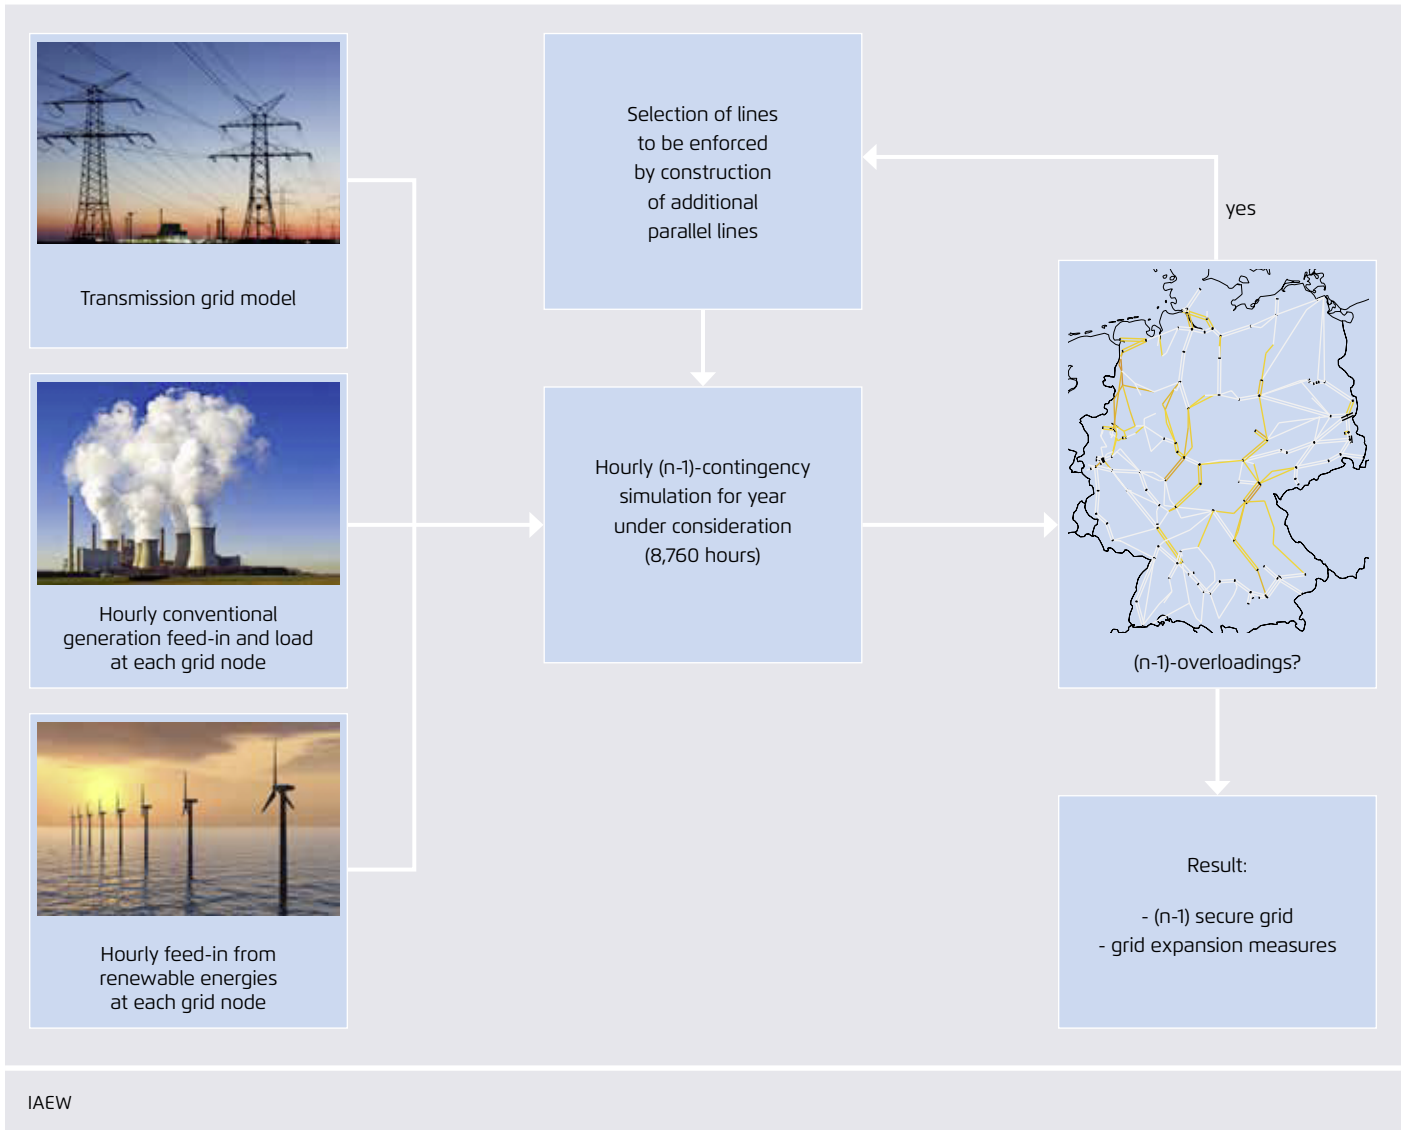 Transmission grid model
Hourly conventional
generation feed-in and load
at each grid node
Hourly feed-in from
renewable energies
at each grid node
Selection of lines
to be enforced
by construction
of additional
parallel lines
Hourly (n-1)-contingency
simulation for year
under consideration
(8,760 hours)
yes
(n-1)-overloadings?
Result:
- (n-1) secure grid
- grid expansion measures
IAEW